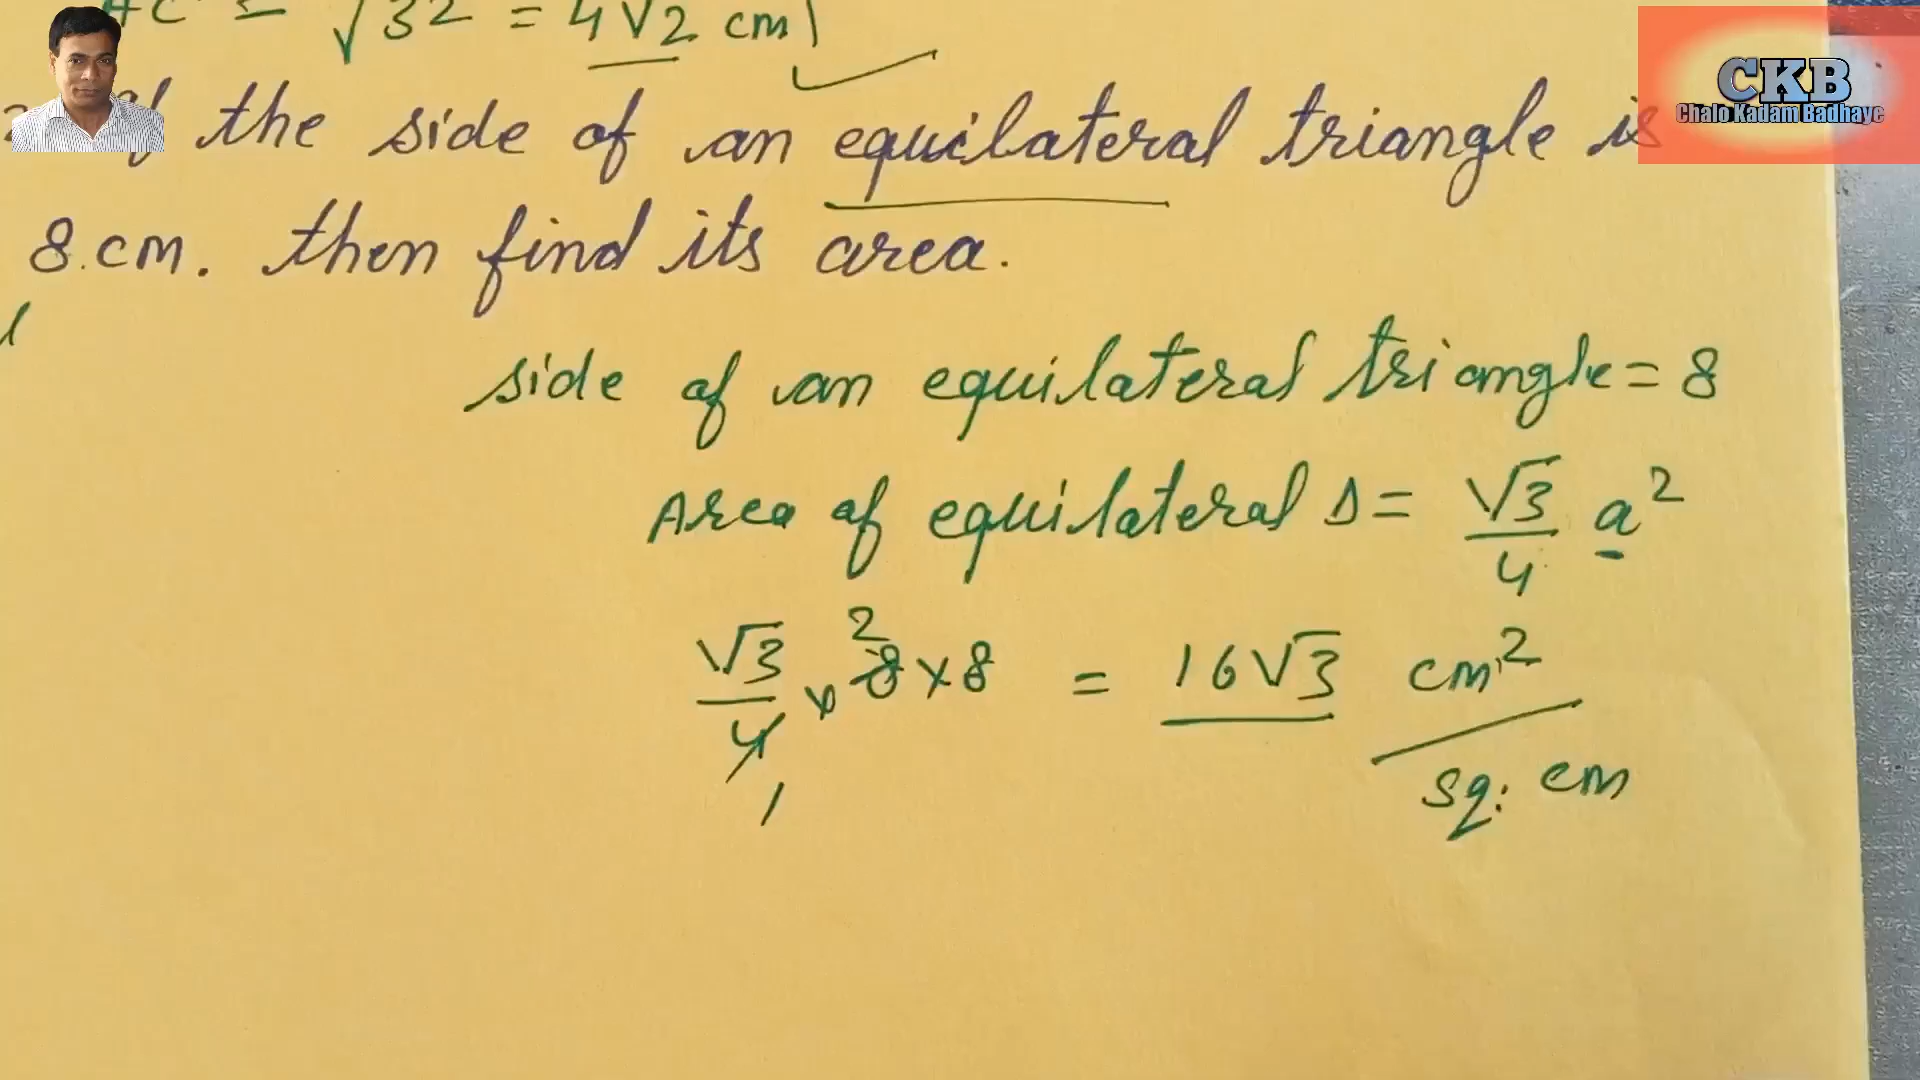 AC = √32 = 4√2 cm
CKB
Chalo Kadam Badhaye
If the side of an equilateral triangle is
8.cm. then find its area.
side of an equilateral triangle = 8
Area of equilateral Δ = √3/4 a²
√3/4 × 8 × 8 = 16√3 cm²
2
1
sq. cm